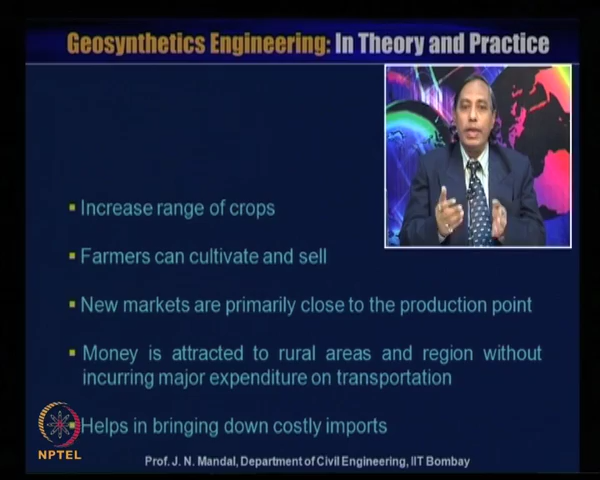 Geosynthetics Engineering: In Theory and Practice
Increase range of crops
Farmers can cultivate and sell
New markets are primarily close to the production point
Money is attracted to rural areas and region without
incurring major expenditure on transportation
Helps in bringing down costly imports
NPTEL
Prof. J. N. Mandal, Department of Civil Engineering, IIT Bombay